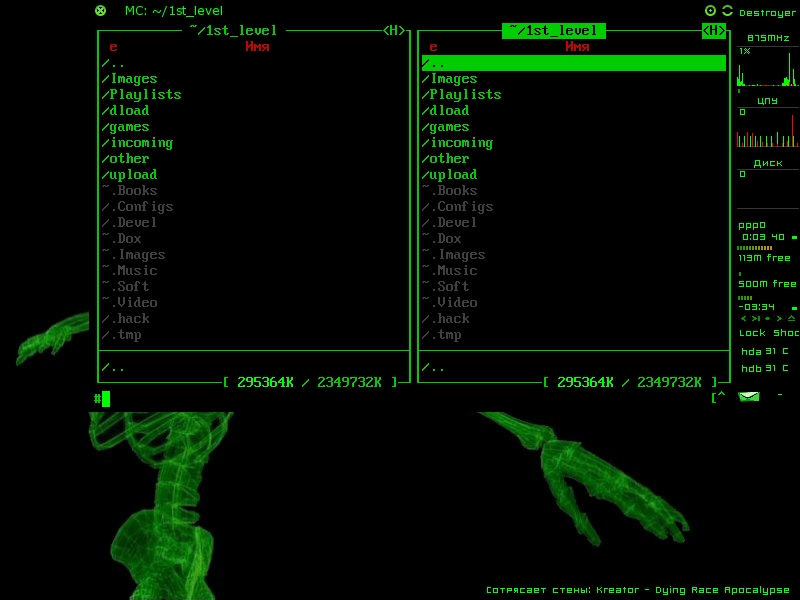 MC: ~/1st_level
~/1st_level <H>
е Имя
/..
/Images
/Playlists
/dload
/games
/incoming
/other
/upload
~.Books
/.Configs
/.Devel
~.Dox
~.Images
~.Music
~.Soft
~.Video
/.hack
/.tmp
/..
[ 295364K / 2349732K ]
~/1st_level <H>
е Имя
/..
/Images
/Playlists
/dload
/games
/incoming
/other
/upload
~.Books
/.Configs
/.Devel
~.Dox
~.Images
~.Music
~.Soft
~.Video
/.hack
/.tmp
/..
[ 295364K / 2349732K ]
# [^
Destroyer
875MHz
1%
ЦПУ
0
Диск
0
ppp0
0:03 40
113M free
500M free
-03:34
Lock Shoc
hda 31 C
hdb 31 C
Сотрясает стены: Kreator - Dying Race Apocalypse